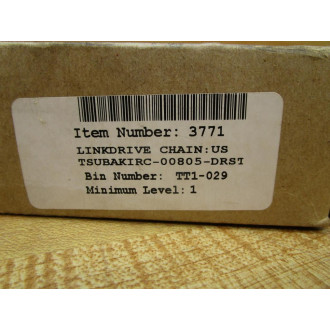 Item Number: 3771
LINKDRIVE CHAIN:US
TSUBAKIRC-00805-DRST
Bin Number: TT1-029
Minimum Level: 1